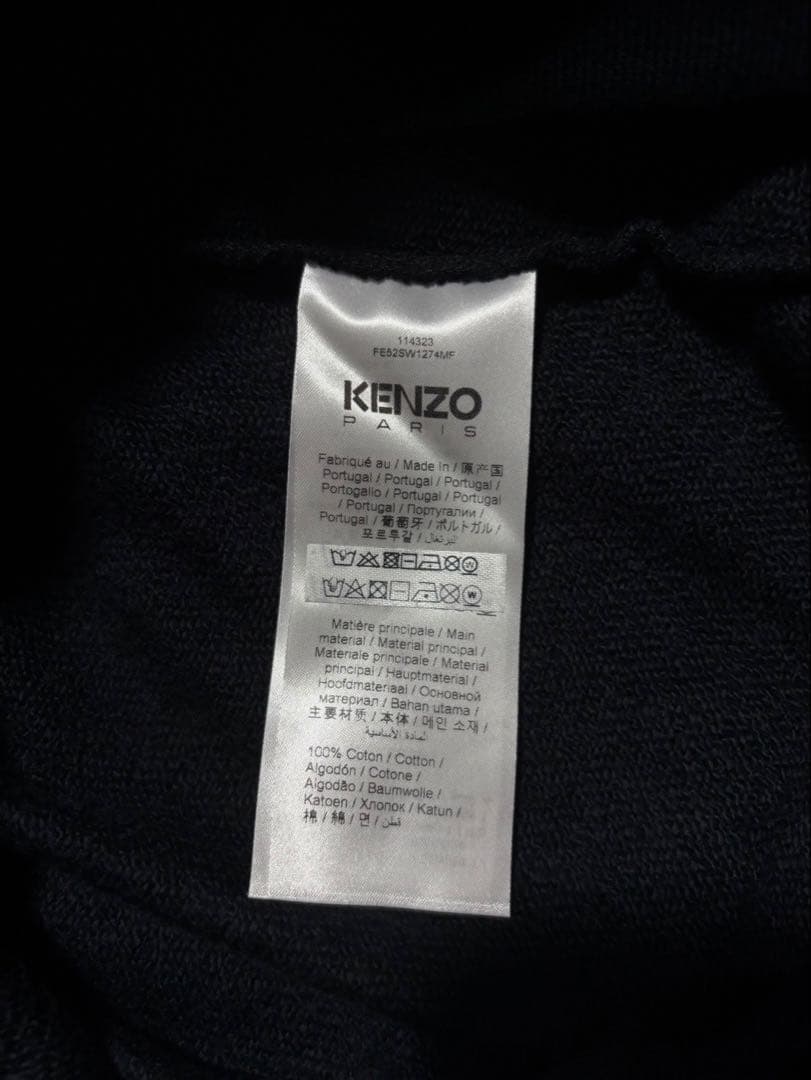 114323
FE52SW1274MF
KENZO
PARIS
Fabriqué au / Made In / 原产国
Portugal / Portugal / Portugal /
Portogallo / Portugal / Portugal
/ Portugal / Португалии /
Portugal / 葡萄牙 / ポルトガル /
포르투갈 / البرتغال
Matière principale / Main
material / Material principal /
Materiale principale / Material
principal / Hauptmaterial /
Hoofdmateriaal / Основной
материал / Bahan utama /
主要材质 / 本体 / 메인 소재 /
المادة الأساسية
100% Coton / Cotton /
Algodón / Cotone /
Algodão / Baumwolle /
Katoen / Хлопок / Katun /
棉 / 綿 / 면 / قطن